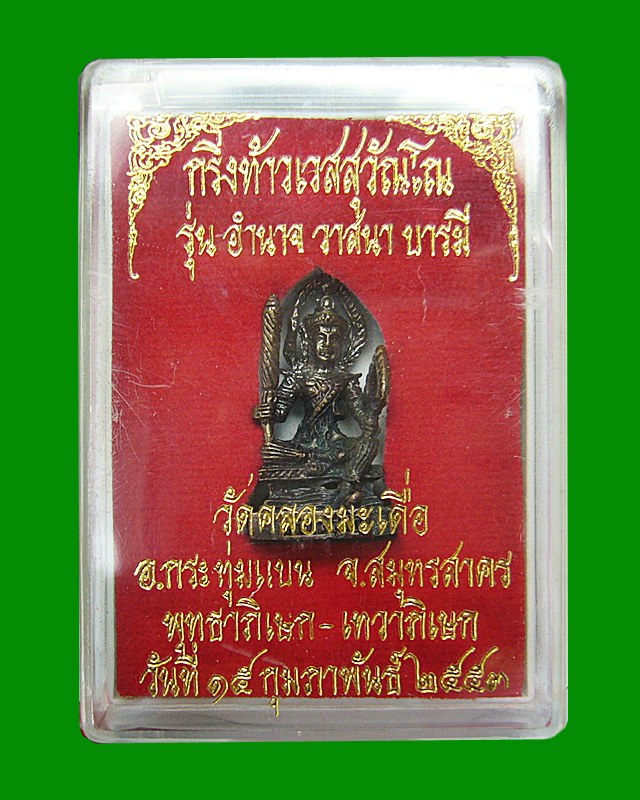 กริ่งท้าวเวสสุวัณโณ
รุ่น อำนาจ วาสนา บารมี
วัดคลองมะเดื่อ
อ.กระทุ่มแบน จ.สมุทรสาคร
พุทธาภิเษก - เทวาภิเษก
วันที่ ๑๕ กุมภาพันธ์ ๒๕๕๓